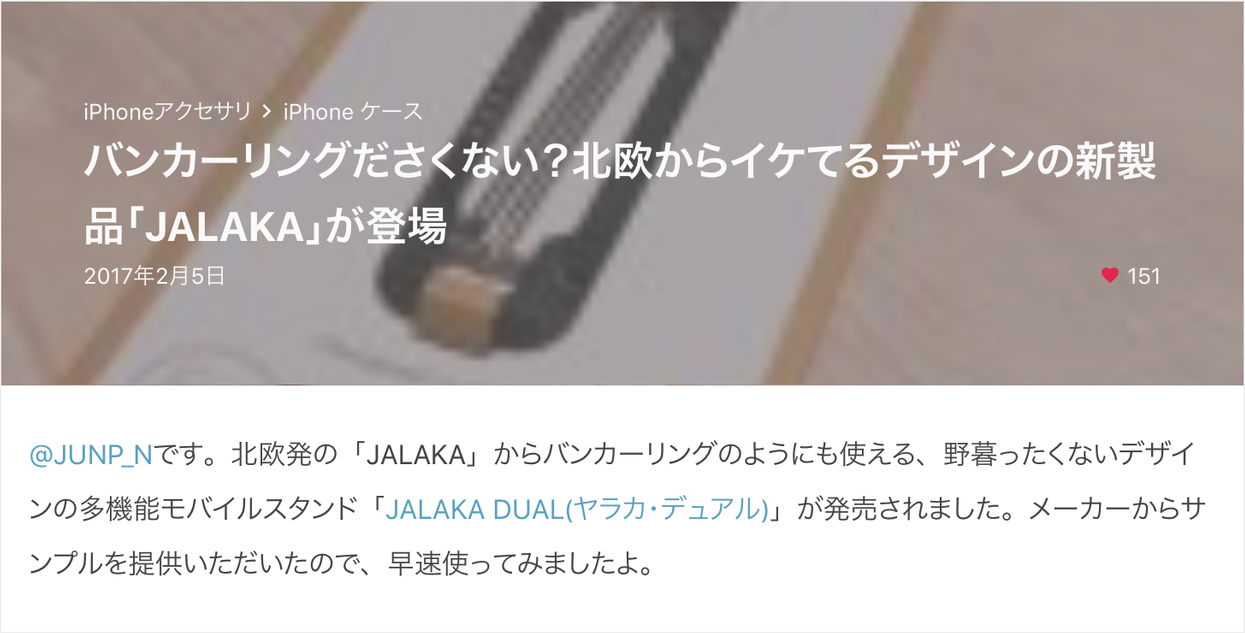 iPhoneアクセサリ > iPhone ケース
バンカーリングださくない？北欧からイケてるデザインの新製
品「JALAKA」が登場
2017年2月5日
151
@JUNP_Nです。北欧発の「JALAKA」からバンカーリングのようにも使える、野暮ったくないデザイ
ンの多機能モバイルスタンド「JALAKA DUAL(ヤラカ・デュアル)」が発売されました。メーカーからサ
ンプルを提供いただいたので、早速使ってみましたよ。